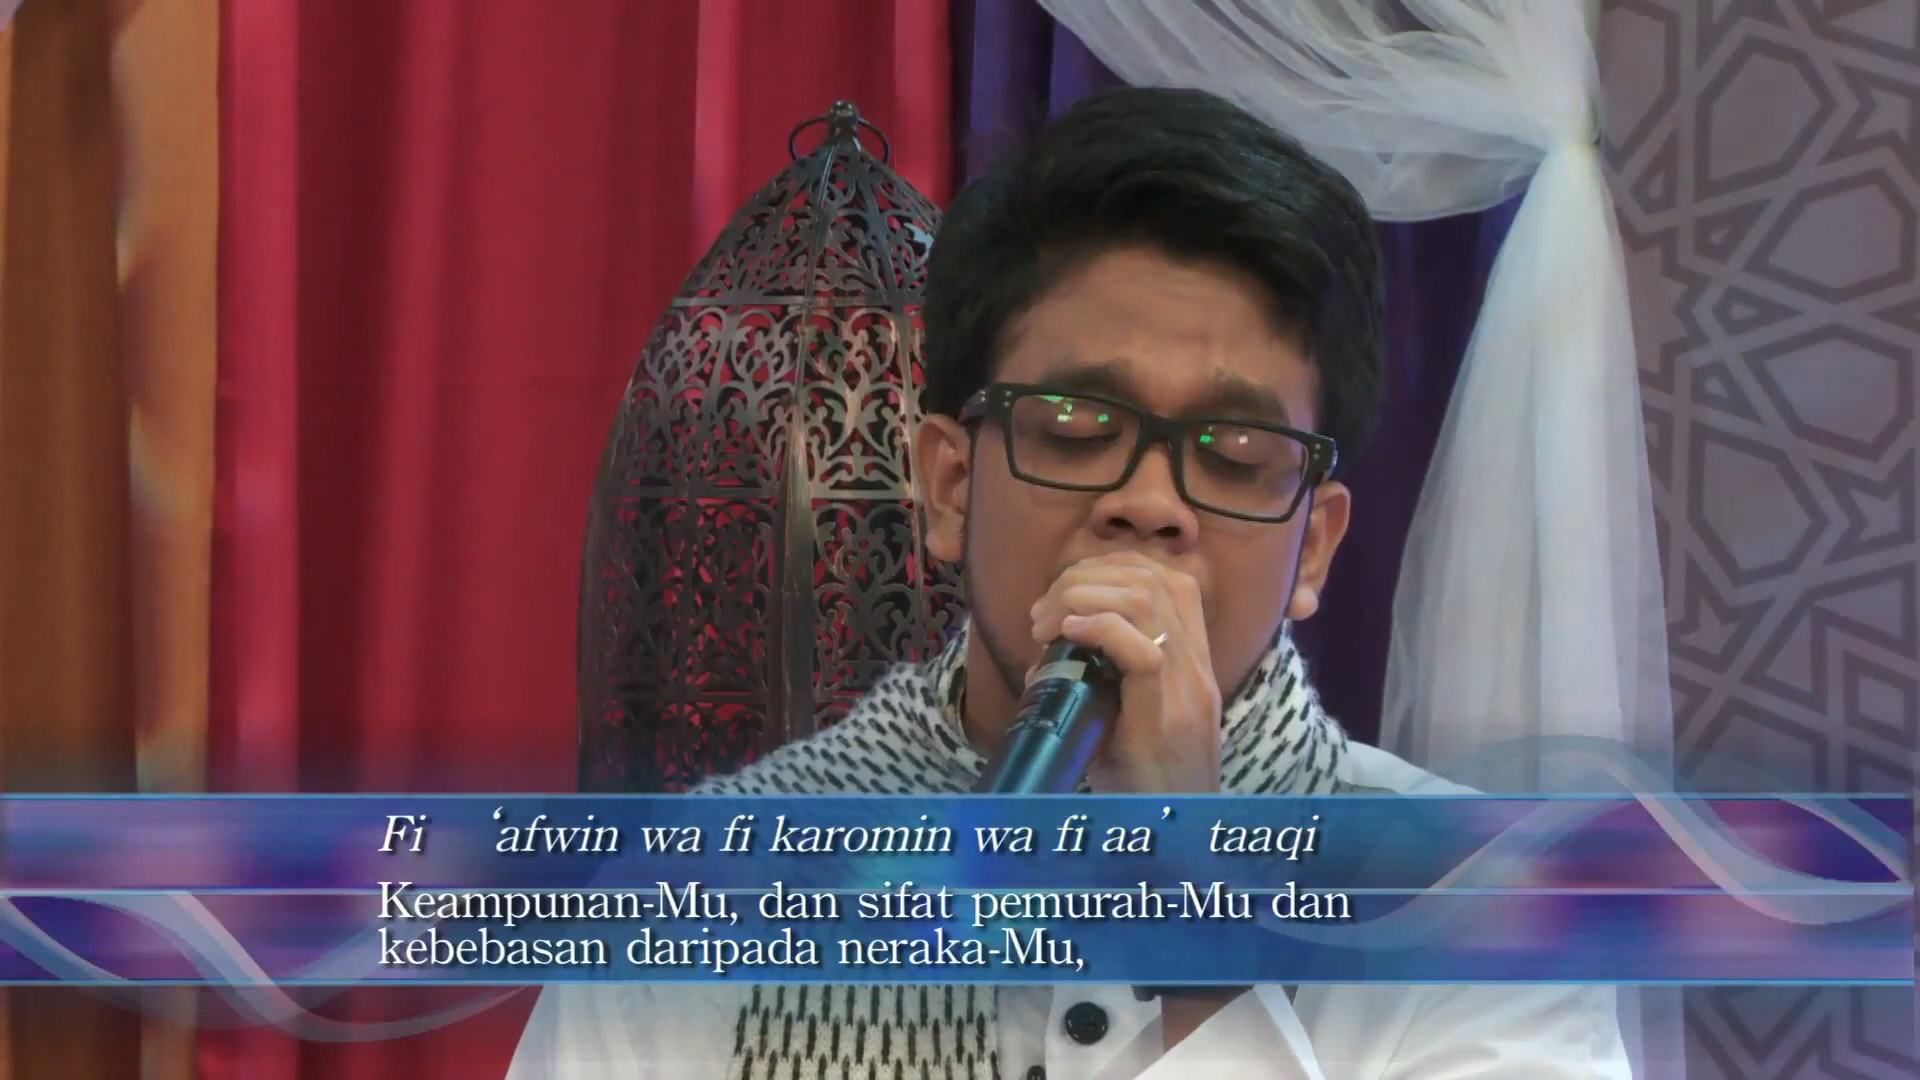 Fi ‘afwin wa fi karomin wa fi aa’ taaqi
Keampunan-Mu, dan sifat pemurah-Mu dan
kebebasan daripada neraka-Mu,